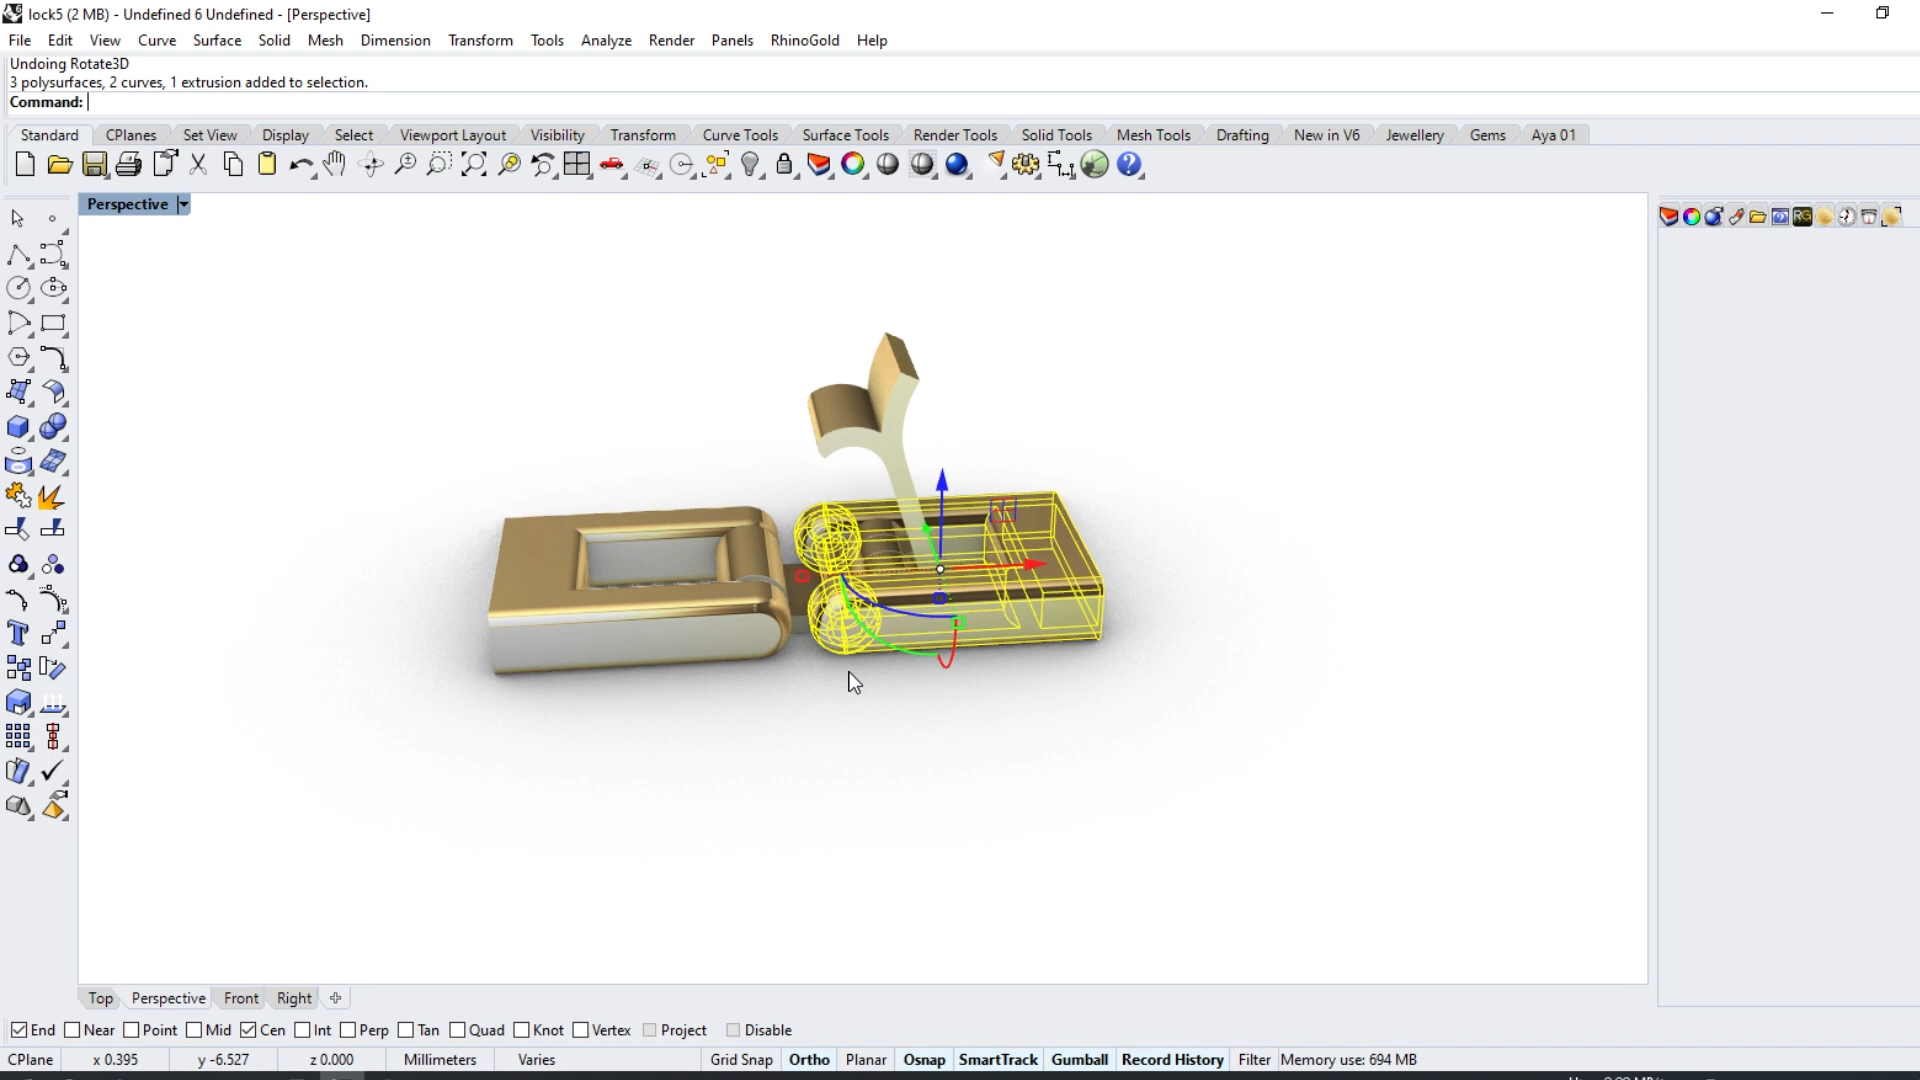 lock5 (2 MB) - Undefined 6 Undefined - [Perspective]
File Edit View Curve Surface Solid Mesh Dimension Transform Tools Analyze Render Panels RhinoGold Help
Undoing Rotate3D
3 polysurfaces, 2 curves, 1 extrusion added to selection.
Command:
Standard CPlanes Set View Display Select Viewport Layout Visibility Transform Curve Tools Surface Tools Render Tools Solid Tools Mesh Tools Drafting New in V6 Jewellery Gems Aya 01
Perspective
RG
Top Perspective Front Right
End Near Point Mid Cen Int Perp Tan Quad Knot Vertex Project Disable
CPlane x 0.395 y -6.527 z 0.000 Millimeters Varies Grid Snap Ortho Planar Osnap SmartTrack Gumball Record History Filter Memory use: 694 MB